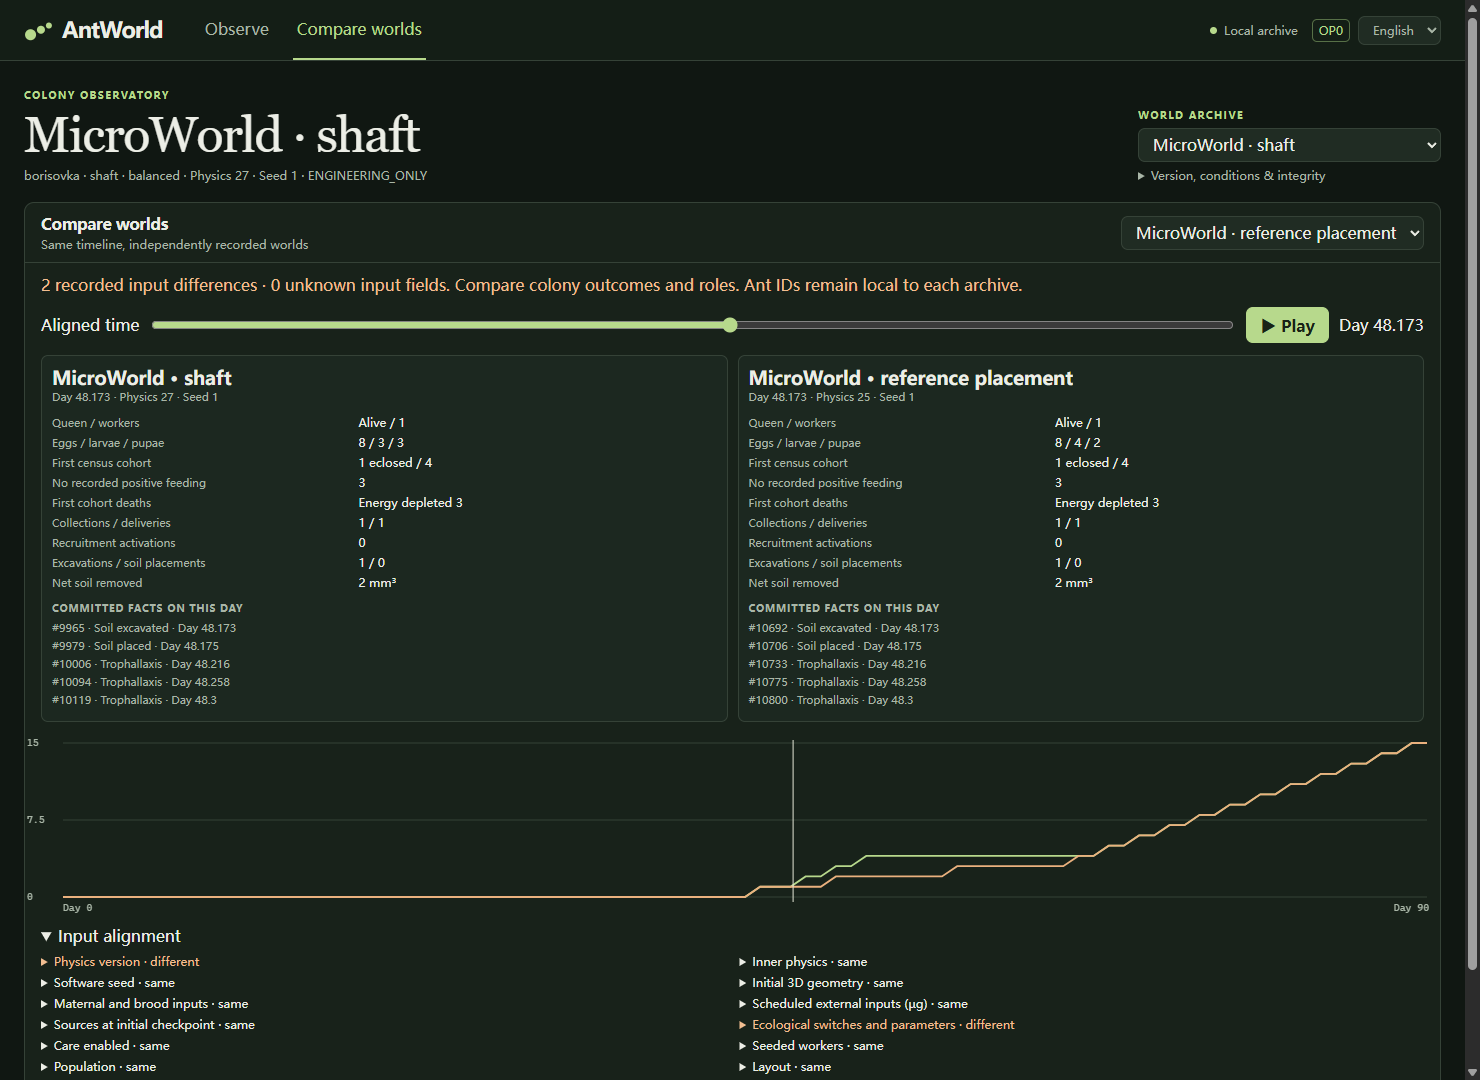 AntWorld
Observe
Compare worlds
Local archive
OP0
English
COLONY OBSERVATORY
MicroWorld · shaft
borisovka · shaft · balanced · Physics 27 · Seed 1 · ENGINEERING_ONLY
WORLD ARCHIVE
MicroWorld · shaft
Version, conditions & integrity
Compare worlds
Same timeline, independently recorded worlds
MicroWorld · reference placement
2 recorded input differences · 0 unknown input fields. Compare colony outcomes and roles. Ant IDs remain local to each archive.
Aligned time
Play
Day 48.173
MicroWorld • shaft
Day 48.173 · Physics 27 · Seed 1
Queen / workers Alive / 1
Eggs / larvae / pupae 8 / 3 / 3
First census cohort 1 eclosed / 4
No recorded positive feeding 3
First cohort deaths Energy depleted 3
Collections / deliveries 1 / 1
Recruitment activations 0
Excavations / soil placements 1 / 0
Net soil removed 2 mm³
COMMITTED FACTS ON THIS DAY
#9965 · Soil excavated · Day 48.173
#9979 · Soil placed · Day 48.175
#10006 · Trophallaxis · Day 48.216
#10094 · Trophallaxis · Day 48.258
#10119 · Trophallaxis · Day 48.3
MicroWorld • reference placement
Day 48.173 · Physics 25 · Seed 1
Queen / workers Alive / 1
Eggs / larvae / pupae 8 / 4 / 2
First census cohort 1 eclosed / 4
No recorded positive feeding 3
First cohort deaths Energy depleted 3
Collections / deliveries 1 / 1
Recruitment activations 0
Excavations / soil placements 1 / 0
Net soil removed 2 mm³
COMMITTED FACTS ON THIS DAY
#10692 · Soil excavated · Day 48.173
#10706 · Soil placed · Day 48.175
#10733 · Trophallaxis · Day 48.216
#10775 · Trophallaxis · Day 48.258
#10800 · Trophallaxis · Day 48.3
15
7.5
0
Day 0
Day 90
Input alignment
Physics version · different
Software seed · same
Maternal and brood inputs · same
Sources at initial checkpoint · same
Care enabled · same
Population · same
Inner physics · same
Initial 3D geometry · same
Scheduled external inputs (µg) · same
Ecological switches and parameters · different
Seeded workers · same
Layout · same